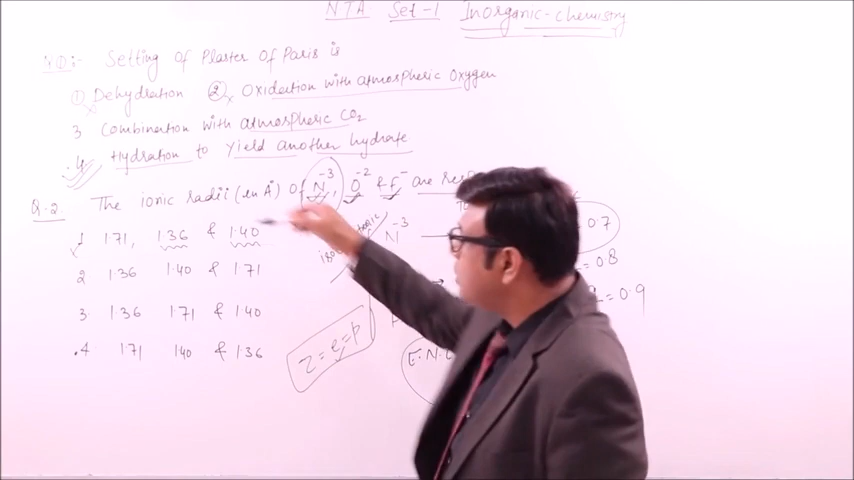 NTA Set-1 Inorganic-chemistry
Q:- Setting of Plaster Of Paris is
① Dehydration ② Oxidation with atmospheric Oxygen
3 Combination with atmospheric CO₂
4 Hydration to yield another hydrate
Q.2 The ionic radii (in A°) Of N⁻³, O⁻² & F⁻ are
1 1.71, 1.36 & 1.40
N⁻³
0.7
2 1.36 1.40 & 1.71
= 0.8
3. 1.36 1.71 & 1.40
= 0.9
.4 1.71 1.40 & 1.36
Z = e = p
E.N.C